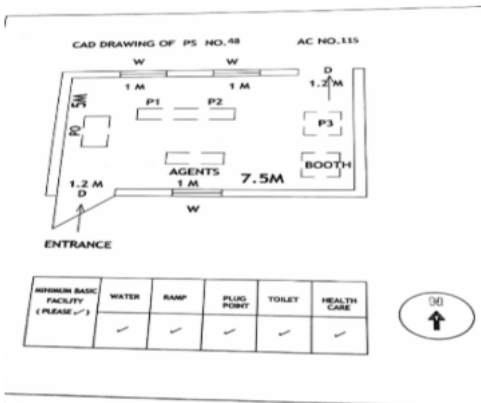 CAD DRAWING OF PS NO.48 AC NO.115
W W D
1 M 1 M 1.2 M
5M
P1 P2
P3
PO
AGENTS
BOOTH
1.2 M
D
1 M
7.5M
W
ENTRANCE
MINIMUM BASIC FACILITY (PLEASE ✓) WATER RAMP PLUG POINT TOILET HEALTH CARE
✓ ✓ ✓ ✓ ✓
N